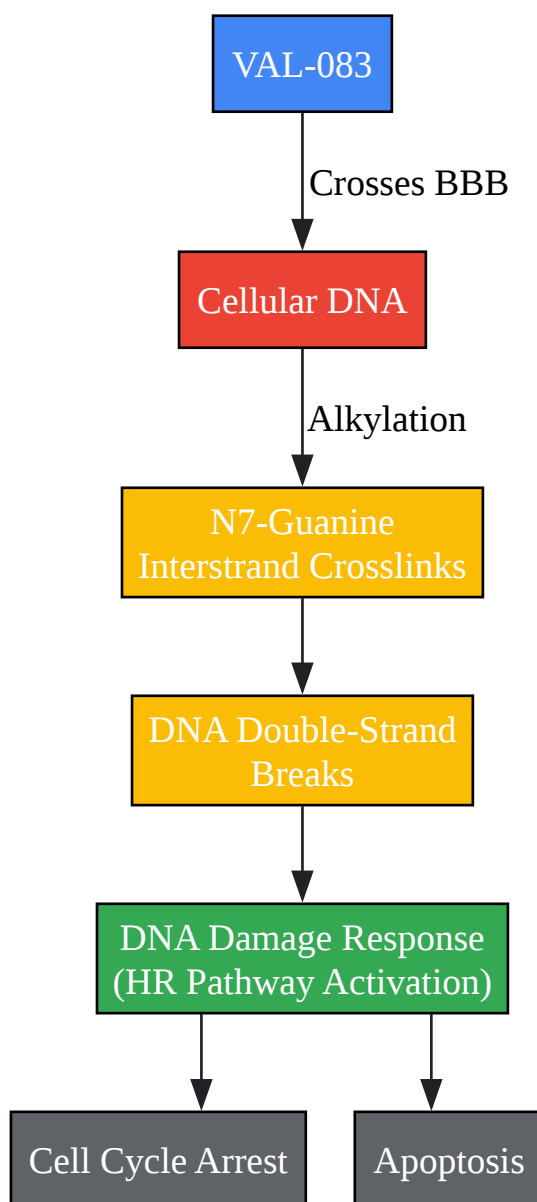 VAL-083
Crosses BBB
Cellular DNA
Alkylation
N7-Guanine
Interstrand Crosslinks
DNA Double-Strand
Breaks
DNA Damage Response
(HR Pathway Activation)
Cell Cycle Arrest
Apoptosis